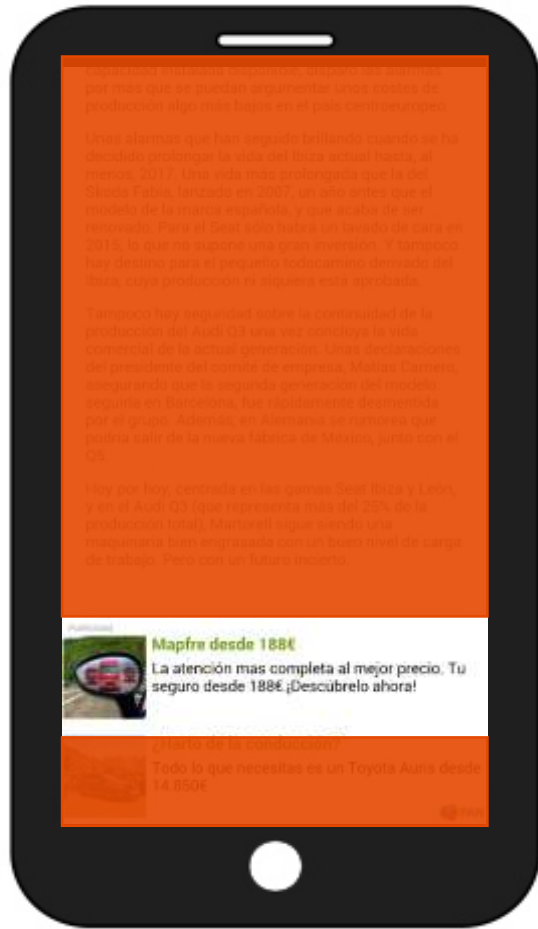 capacidad instalada disponible, disparó las alarmas
por más que se puedan argumentar unos costes de
producción algo más bajos en el país centroeuropeo.
Unas alarmas que han seguido brillando cuando se ha
decidido prolongar la vida del Ibiza actual hasta, al
menos, 2017. Una vida más prolongada que la del
Skoda Fabia, lanzado en 2007, un año antes que el
modelo de la marca española, y que acaba de ser
renovado. Para el Seat sólo habrá un lavado de cara en
2015, lo que no supone una gran inversión. Y tampoco
hay destino para el pequeño todocamino derivado del
Ibiza, cuya producción ni siquiera está aprobada.
Tampoco hay seguridad sobre la continuidad de la
producción del Audi Q3 una vez concluya la vida
comercial de la actual generación. Unas declaraciones
del presidente del comité de empresa, Matías Carnero,
asegurando que la segunda generación del modelo
seguiría en Barcelona, fue rápidamente desmentida
por el grupo. Además, en Alemania se rumorea que
podría salir de la nueva fábrica de México, junto con el
Q5.
Hoy por hoy, centrada en las gamas Seat Ibiza y León,
y en el Audi Q3 (que representa más del 25% de la
producción total), Martorell sigue siendo una
maquinaria bien engrasada con un buen nivel de carga
de trabajo. Pero con un futuro incierto.
Publicidad
Mapfre desde 188€
La atención mas completa al mejor precio. Tu
seguro desde 188€ ¡Descúbrelo ahora!
¿Harto de la conducción?
Todo lo que necesitas es un Toyota Auris desde
14.850€